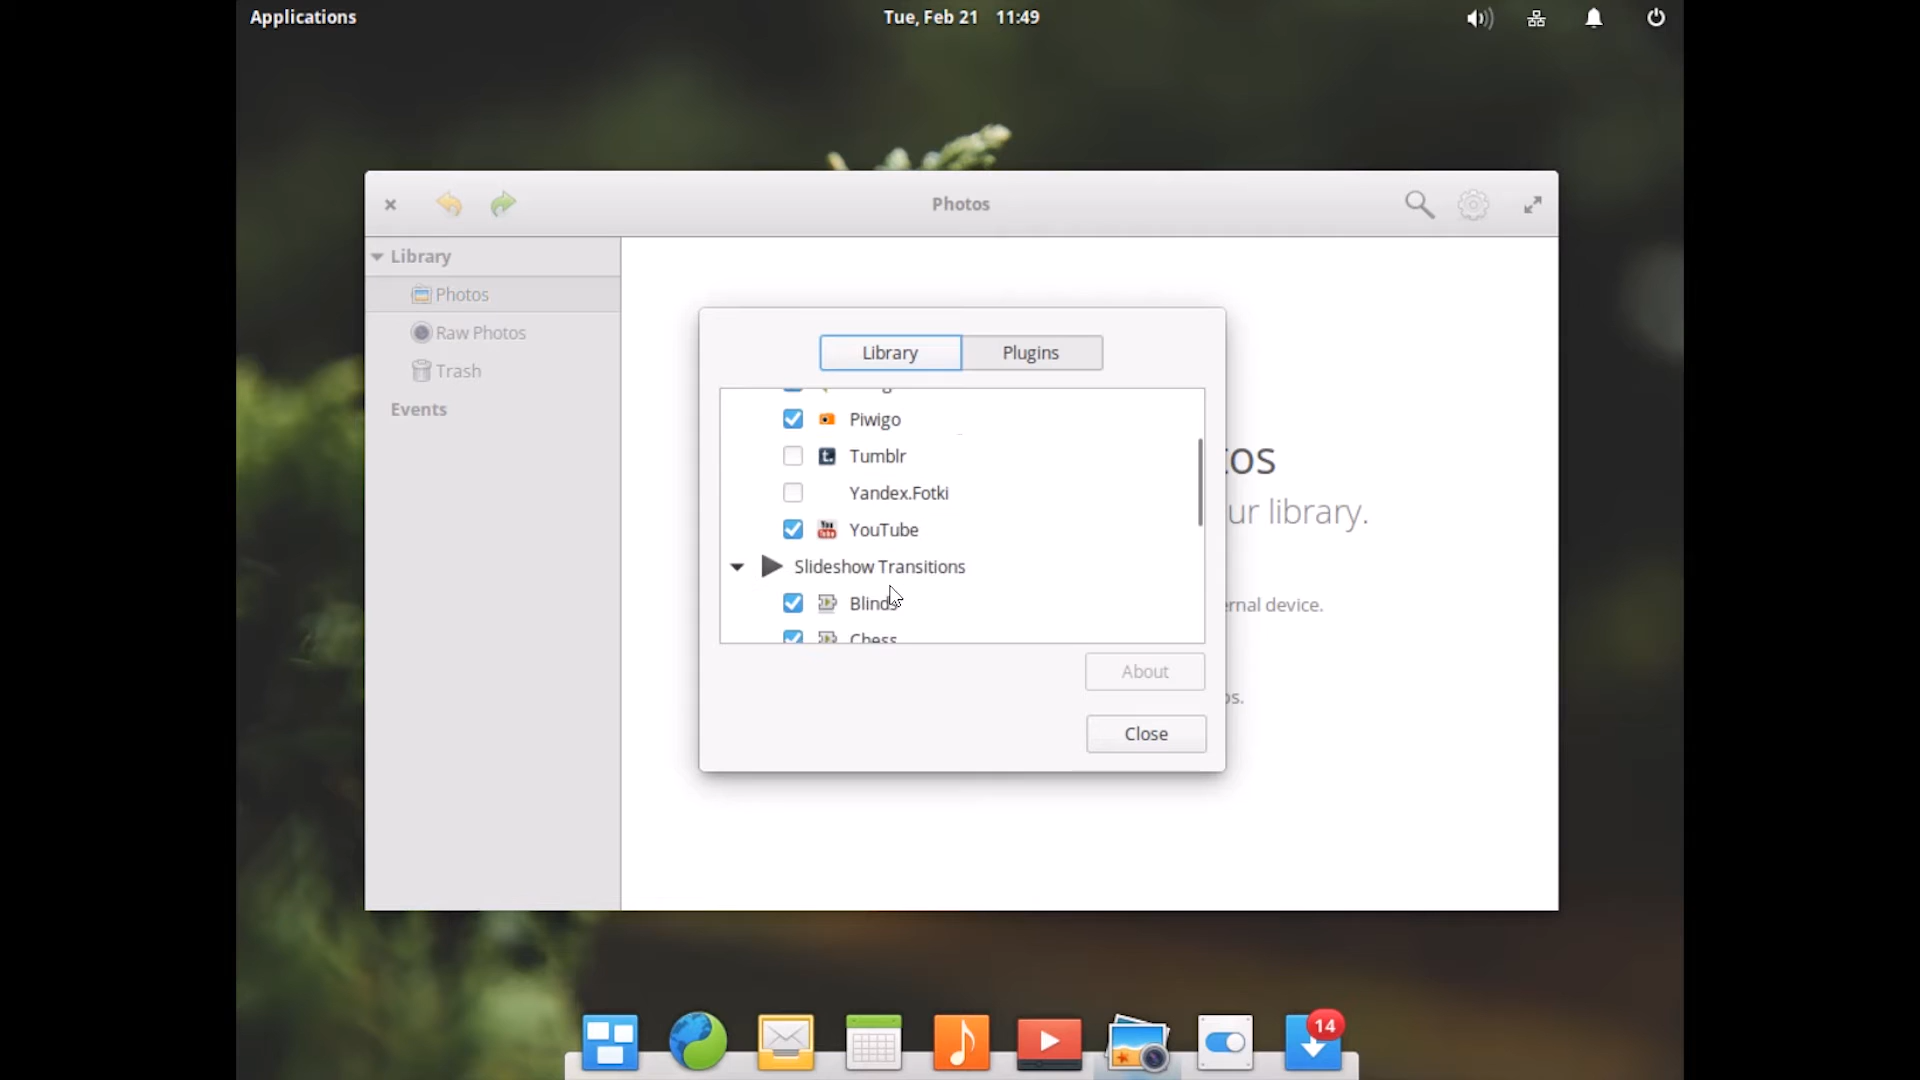 Applications
Tue, Feb 21 11:49
Photos
Library
Photos
Raw Photos
Trash
Events
Library Plugins
Piwigo
Tumblr
Yandex.Fotki
YouTube
Slideshow Transitions
Blinds
Chess
About
Close
os
ur library.
rnal device.
os.
14